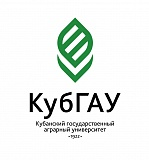 КубГАУ
Кубанский государственный
аграрный университет
~1922~